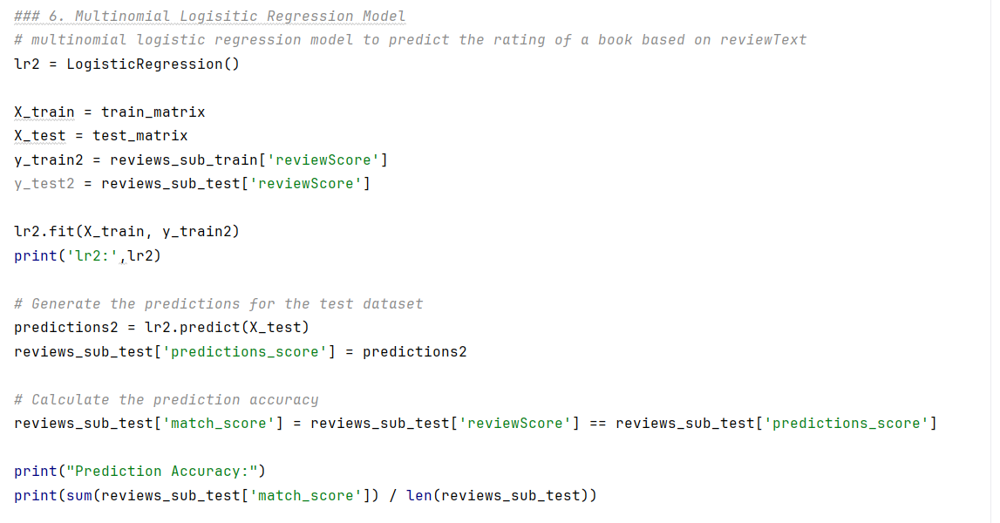 ### 6. Multinomial Logisitic Regression Model
# multinomial logistic regression model to predict the rating of a book based on reviewText
lr2 = LogisticRegression()
X_train = train_matrix
X_test = test_matrix
y_train2 = reviews_sub_train['reviewScore']
y_test2 = reviews_sub_test['reviewScore']
lr2.fit(X_train, y_train2)
print('lr2:',lr2)
# Generate the predictions for the test dataset
predictions2 = lr2.predict(X_test)
reviews_sub_test['predictions_score'] = predictions2
# Calculate the prediction accuracy
reviews_sub_test['match_score'] = reviews_sub_test['reviewScore'] == reviews_sub_test['predictions_score']
print("Prediction Accuracy:")
print(sum(reviews_sub_test['match_score']) / len(reviews_sub_test))